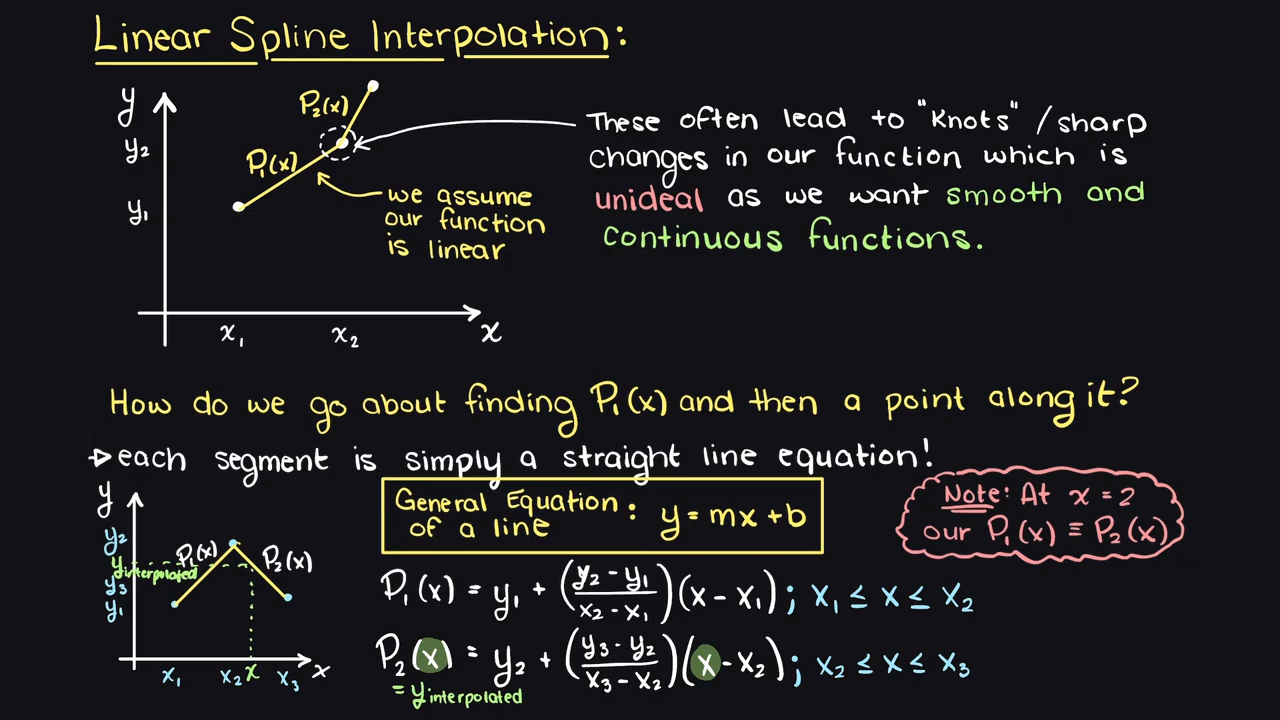 Linear Spline Interpolation:
y
P₂(x)
y₂
P₁(x)
y₁
we assume
our function
is linear
x₁
x₂
x
These often lead to "Knots" / sharp
changes in our function which is
unideal as we want smooth and
continuous functions.
How do we go about finding P₁(x) and then a point along it?
each segment is simply a straight line equation!
y
y₂
yinterpolated
y₃
y₁
P₁(x)
P₂(x)
x₁
x₂
x
x₃
x
General Equation
of a line
: y = mx + b
Note: At x = 2
our P₁(x) ≡ P₂(x)
P₁(x) = y₁ + ((y₂ - y₁)/(x₂ - x₁))(x - x₁); x₁ ≤ x ≤ x₂
P₂(x) = y₂ + ((y₃ - y₂)/(x₃ - x₂))(x - x₂); x₂ ≤ x ≤ x₃
= yinterpolated